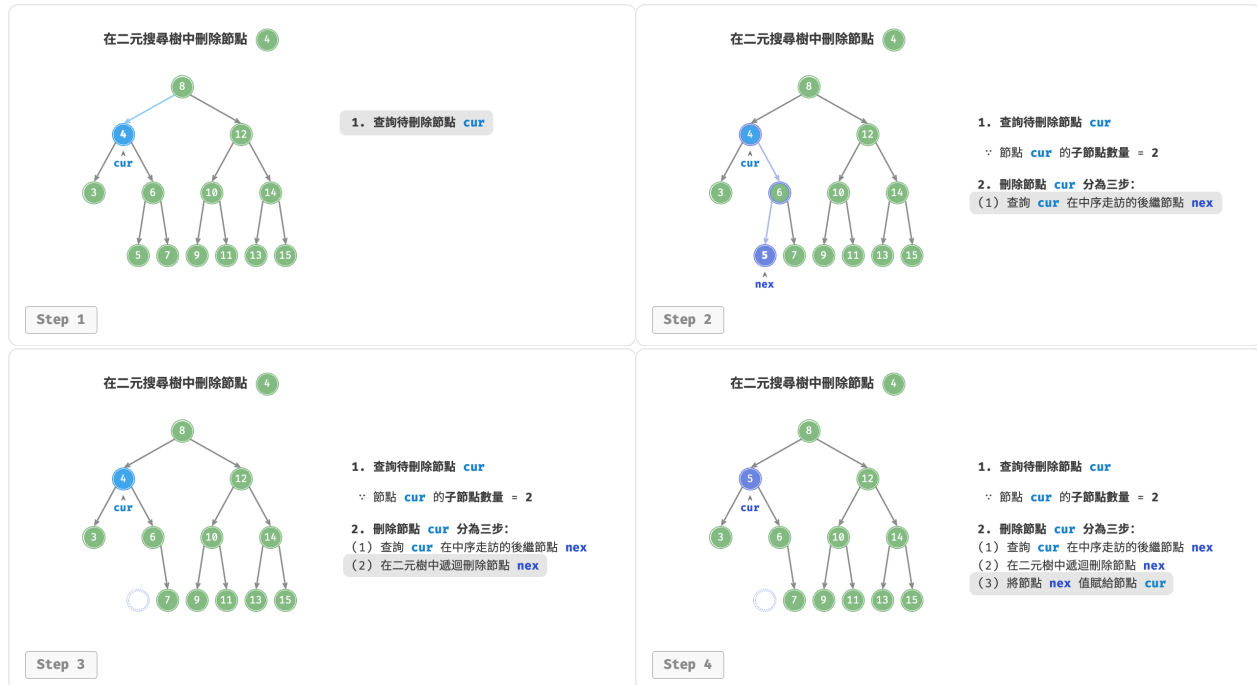 在二元搜尋樹中刪除節點 4
8
4
12
cur
3
6
10
14
5
7
9
11
13
15
1. 查詢待刪除節點 cur
Step 1
在二元搜尋樹中刪除節點 4
8
4
12
cur
3
6
10
14
5
7
9
11
13
15
nex
1. 查詢待刪除節點 cur
∵ 節點 cur 的子節點數量 = 2
2. 刪除節點 cur 分為三步:
(1) 查詢 cur 在中序走訪的後繼節點 nex
Step 2
在二元搜尋樹中刪除節點 4
8
4
12
cur
3
6
10
14
7
9
11
13
15
1. 查詢待刪除節點 cur
∵ 節點 cur 的子節點數量 = 2
2. 刪除節點 cur 分為三步:
(1) 查詢 cur 在中序走訪的後繼節點 nex
(2) 在二元樹中遞迴刪除節點 nex
Step 3
在二元搜尋樹中刪除節點 4
8
5
12
cur
3
6
10
14
7
9
11
13
15
1. 查詢待刪除節點 cur
∵ 節點 cur 的子節點數量 = 2
2. 刪除節點 cur 分為三步:
(1) 查詢 cur 在中序走訪的後繼節點 nex
(2) 在二元樹中遞迴刪除節點 nex
(3) 將節點 nex 值賦給節點 cur
Step 4